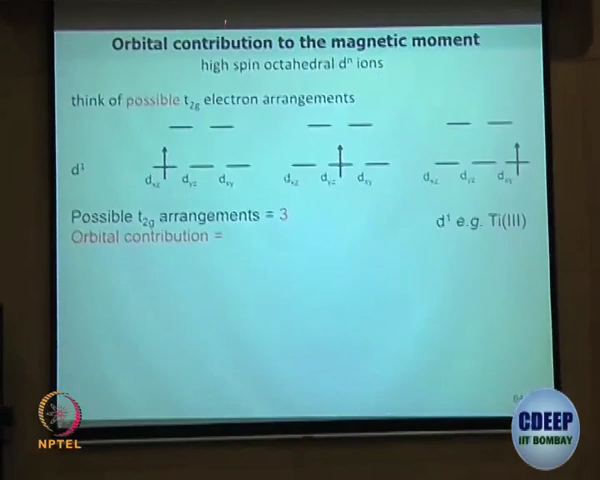 Orbital contribution to the magnetic moment
high spin octahedral dⁿ ions
think of possible t₂g electron arrangements
d¹
dxz dyz dxy dxz dyz dxy dxz dyz dxy
Possible t₂g arrangements = 3
d¹ e.g. Ti(III)
Orbital contribution =
NPTEL
CDEEP
IIT BOMBAY